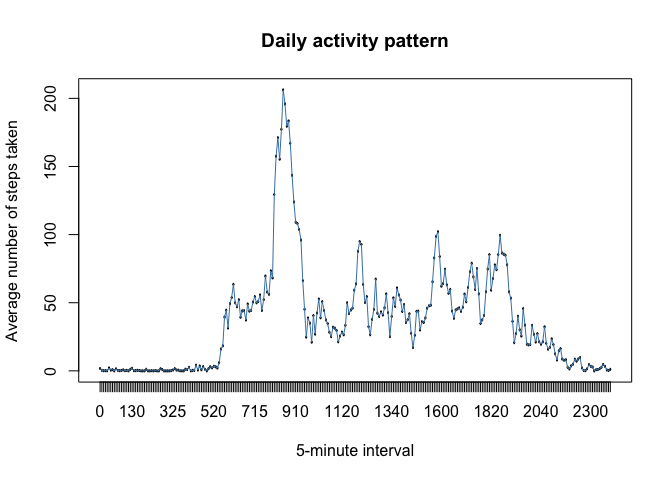 Daily activity pattern
Average number of steps taken
200
150
100
50
0
0 130 325 520 715 910 1120 1340 1600 1820 2040 2300
5-minute interval